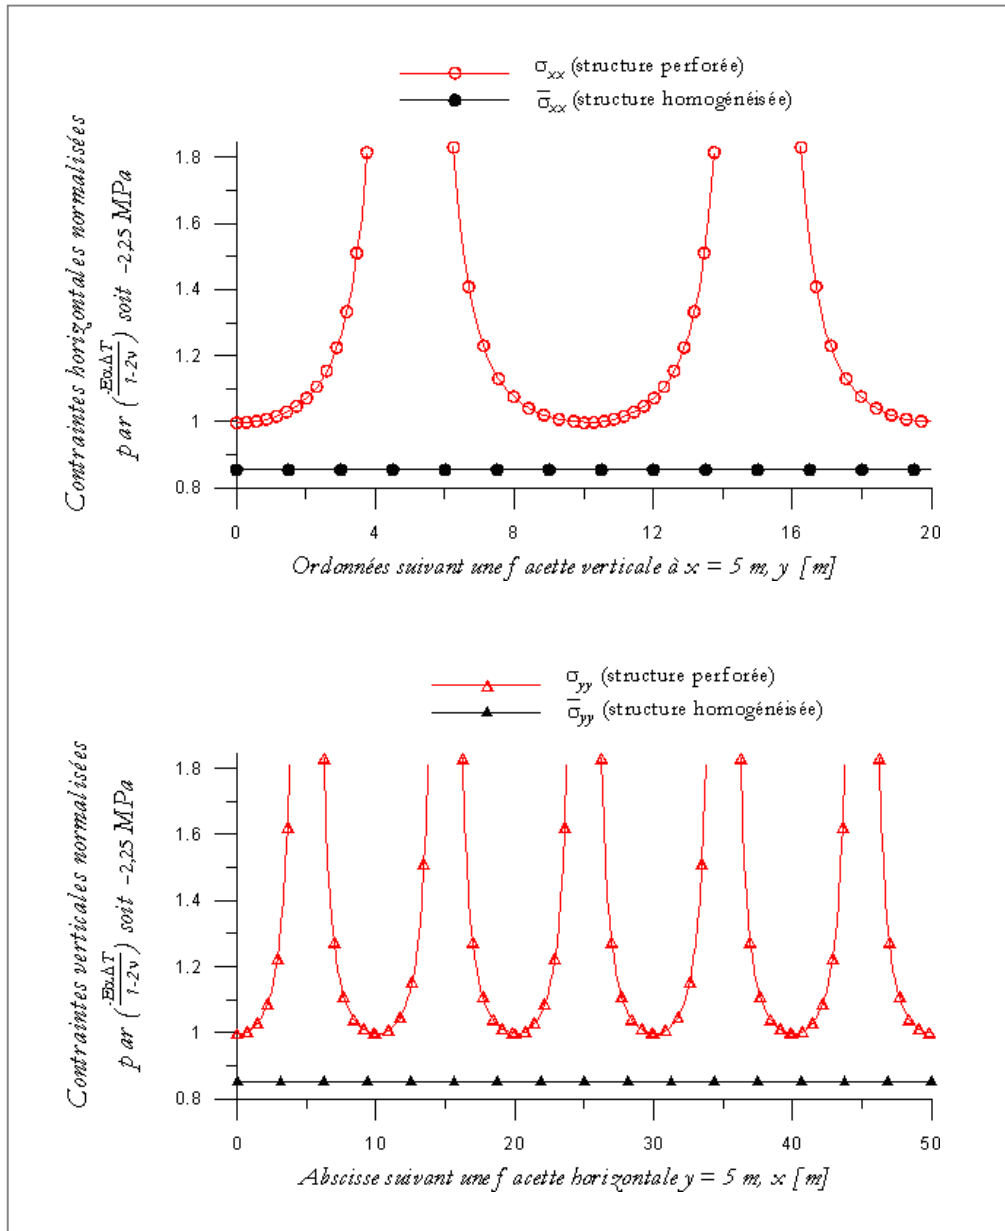 σxx (structure perforée)
σ̅xx (structure homogénéisée)
Contraintes horizontales normalisées
par (-EαΔT / 1-2ν) soit -2,25 MPa
1.8
1.6
1.4
1.2
1
0.8
0 4 8 12 16 20
Ordonnées suivant une facette verticale à x = 5 m, y [m]
σyy (structure perforée)
σ̅yy (structure homogénéisée)
Contraintes verticales normalisées
par (-EαΔT / 1-2ν) soit -2,25 MPa
1.8
1.6
1.4
1.2
1
0.8
0 10 20 30 40 50
Abscisse suivant une facette horizontale y = 5 m, x [m]